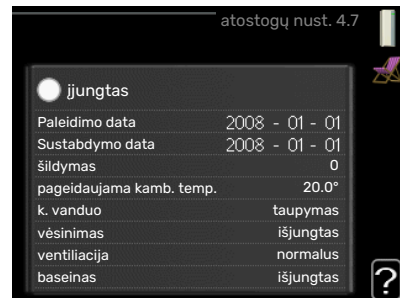 atostogų nust. 4.7
įjungtas
Paleidimo data 2008 - 01 - 01
Sustabdymo data 2008 - 01 - 01
šildymas 0
pageidaujama kamb. temp. 20.0°
k. vanduo taupymas
vėsinimas išjungtas
ventiliacija normalus
baseinas išjungtas
?